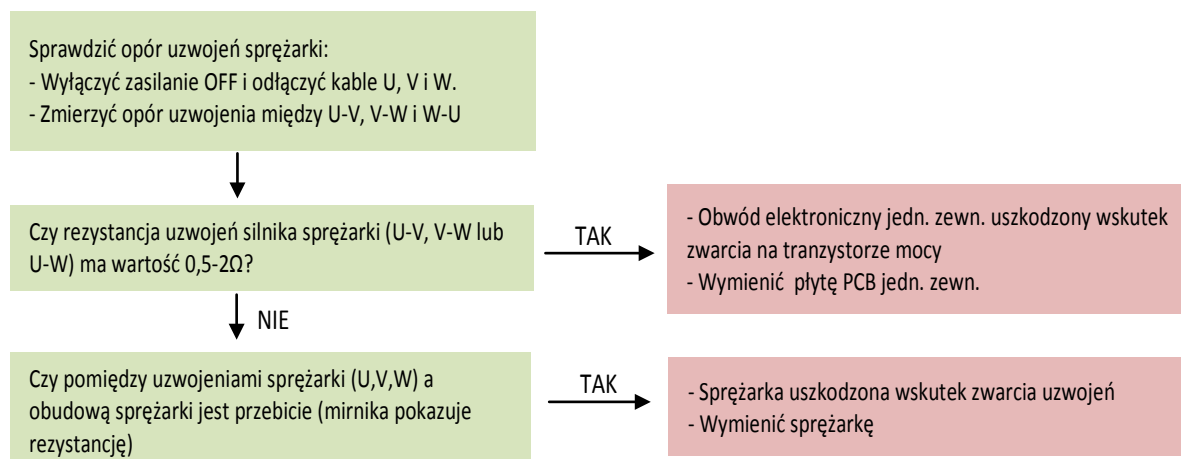 Sprawdzić opór uzwojeń sprężarki:
- Wyłączyć zasilanie OFF i odłączyć kable U, V i W.
- Zmierzyć opór uzwojenia między U-V, V-W i W-U
Czy rezystancja uzwojeń silnika sprężarki (U-V, V-W lub
U-W) ma wartość 0,5-2Ω?
TAK
- Obwód elektroniczny jedn. zewn. uszkodzony wskutek
zwarcia na tranzystorze mocy
- Wymienić płytę PCB jedn. zewn.
NIE
Czy pomiędzy uzwojeniami sprężarki (U,V,W) a
obudową sprężarki jest przebicie (mirnika pokazuje
rezystancję)
TAK
- Sprężarka uszkodzona wskutek zwarcia uzwojeń
- Wymienić sprężarkę